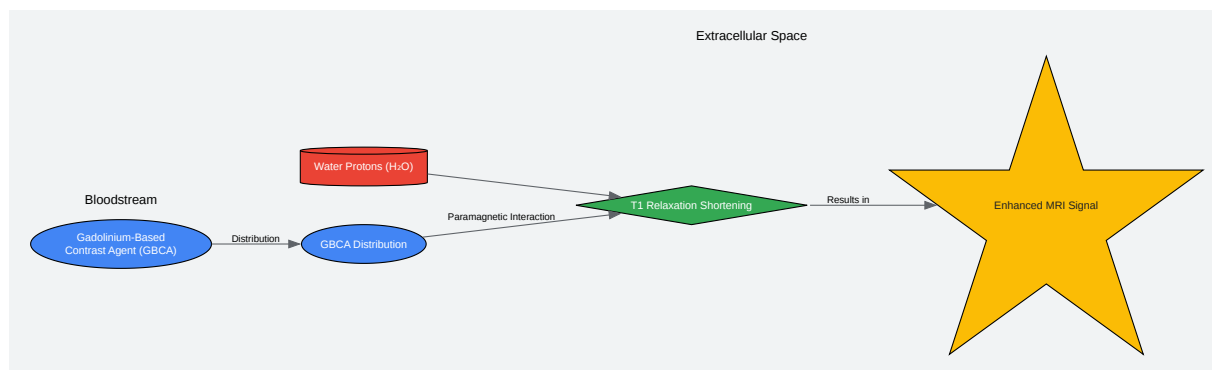 Extracellular Space
Water Protons (H₂O)
Bloodstream
Gadolinium-Based
Contrast Agent (GBCA)
Distribution
GBCA Distribution
Paramagnetic Interaction
T1 Relaxation Shortening
Results in
Enhanced MRI Signal